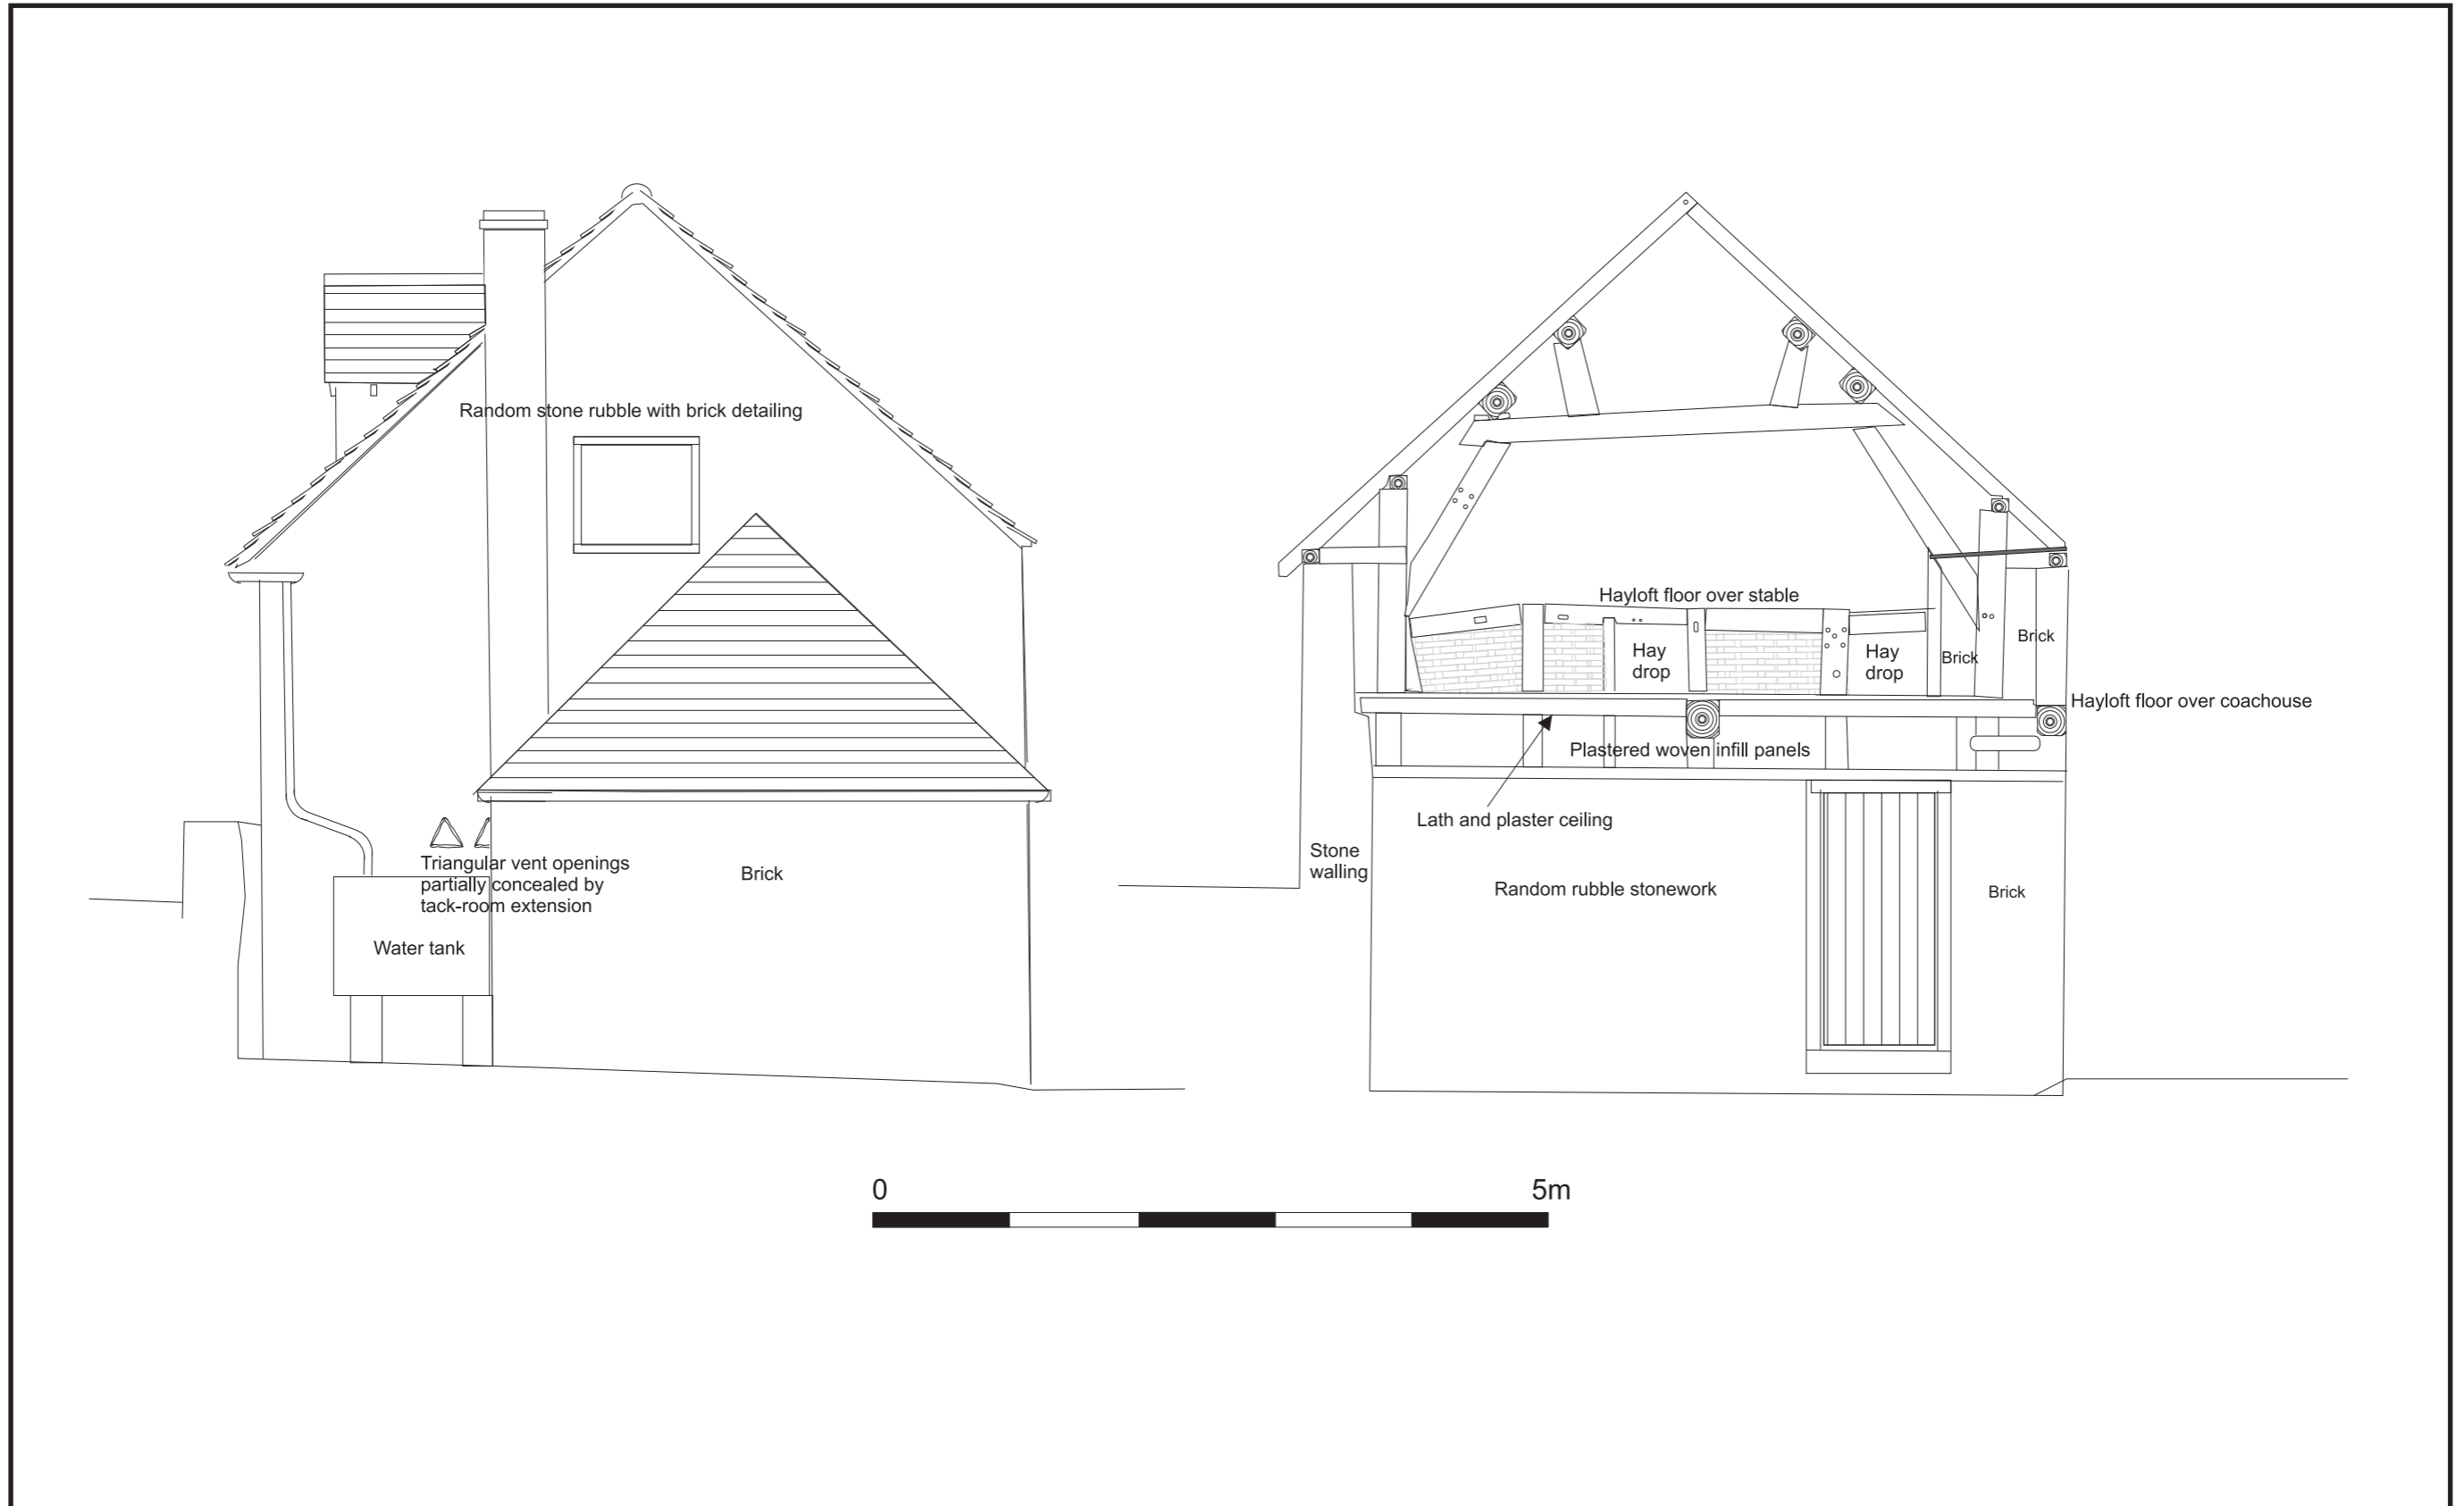 Random stone rubble with brick detailing
Triangular vent openings
partially concealed by
tack-room extension
Brick
Water tank
Hayloft floor over stable
Hay
drop
Hay
drop
Brick
Brick
Hayloft floor over coachouse
Plastered woven infill panels
Lath and plaster ceiling
Stone
walling
Random rubble stonework
Brick
0
5m